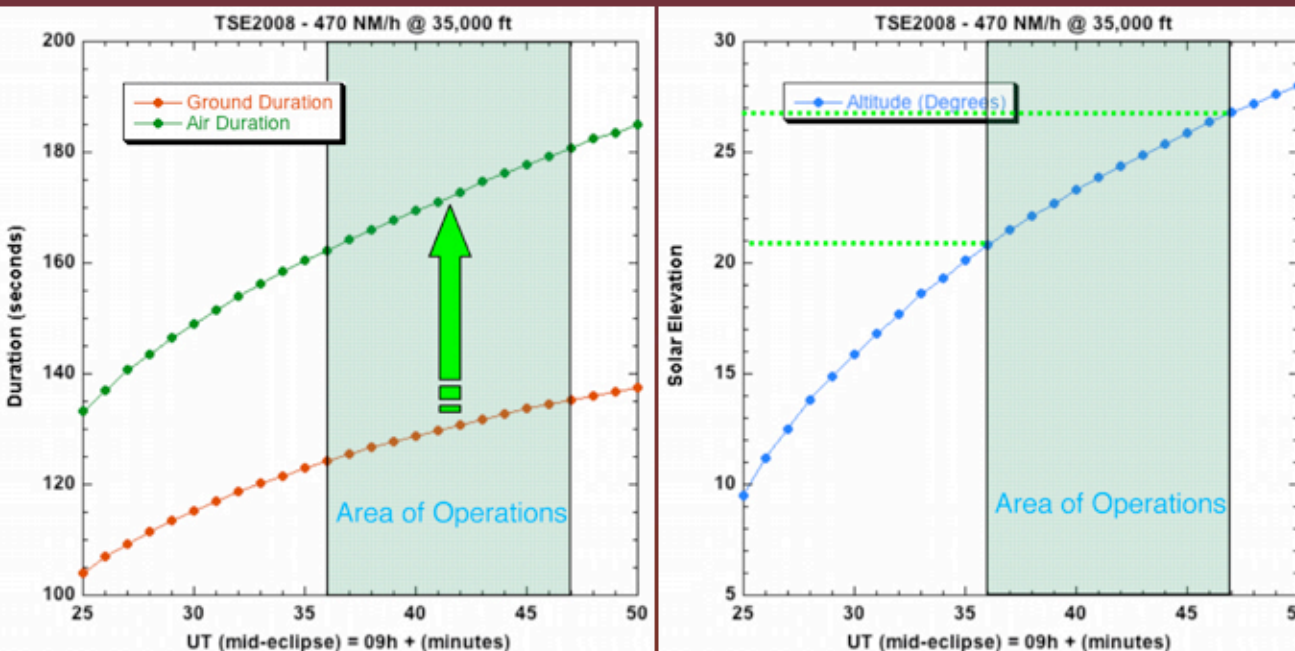 TSE2008 - 470 NM/h @ 35,000 ft
200
180
160
140
120
100
Duration (seconds)
Ground Duration
Air Duration
Area of Operations
25 30 35 40 45 50
UT (mid-eclipse) = 09h + (minutes)
TSE2008 - 470 NM/h @ 35,000 ft
30
25
20
15
10
5
Solar Elevation
Altitude (Degrees)
Area of Operations
25 30 35 40 45
UT (mid-eclipse) = 09h + (minutes)